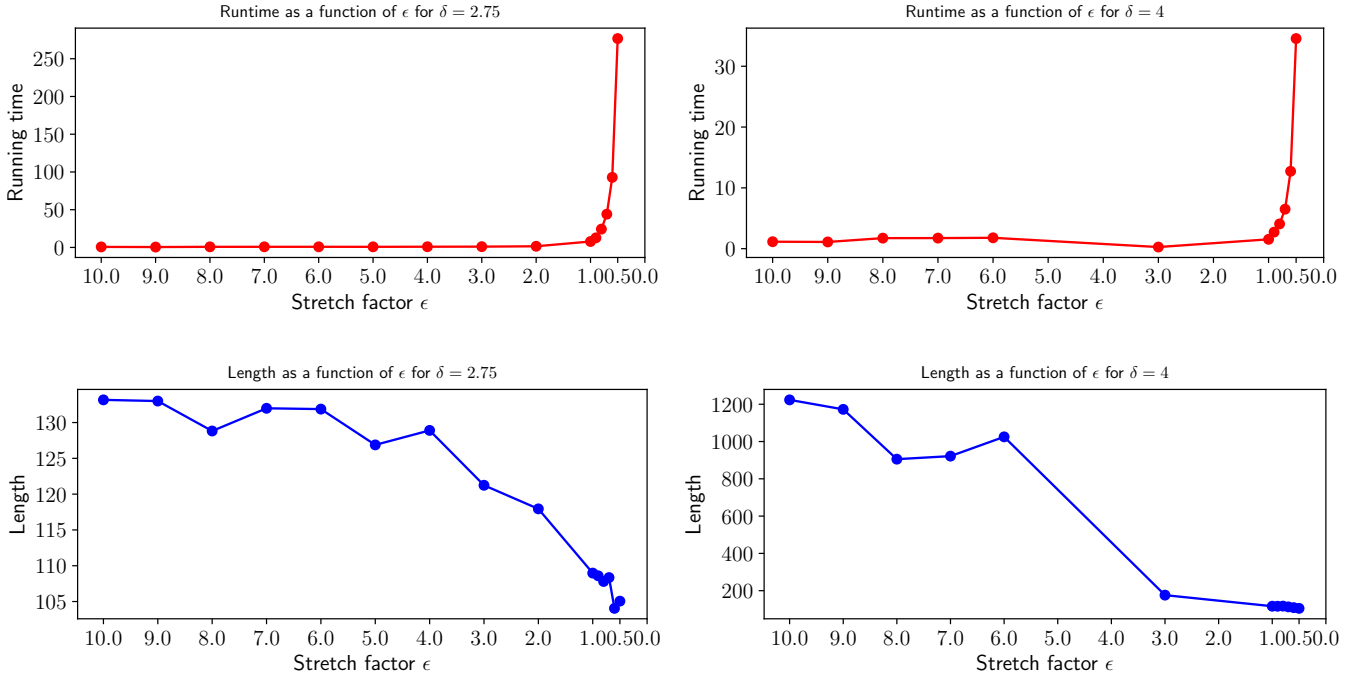 Runtime as a function of ϵ for δ = 2.75
Running time
250
200
150
100
50
0
10.0 9.0 8.0 7.0 6.0 5.0 4.0 3.0 2.0 1.00.50.0
Stretch factor ϵ
Runtime as a function of ϵ for δ = 4
Running time
30
20
10
0
10.0 9.0 8.0 7.0 6.0 5.0 4.0 3.0 2.0 1.00.50.0
Stretch factor ϵ
Length as a function of ϵ for δ = 2.75
Length
130
125
120
115
110
105
10.0 9.0 8.0 7.0 6.0 5.0 4.0 3.0 2.0 1.00.50.0
Stretch factor ϵ
Length as a function of ϵ for δ = 4
Length
1200
1000
800
600
400
200
10.0 9.0 8.0 7.0 6.0 5.0 4.0 3.0 2.0 1.00.50.0
Stretch factor ϵ